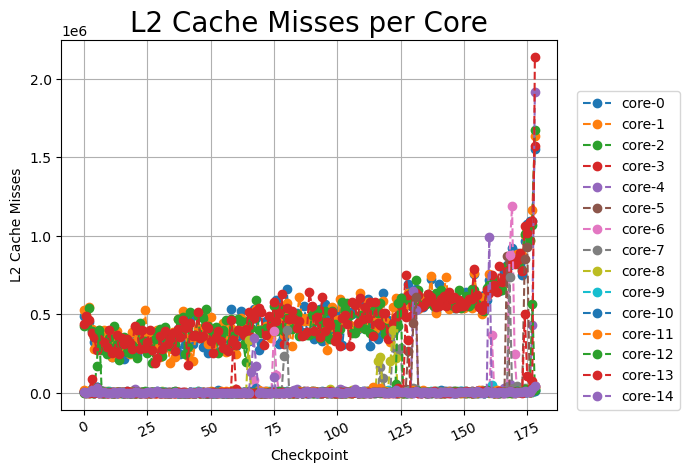 L2 Cache Misses per Core
1e6
2.0
1.5
1.0
0.5
0.0
L2 Cache Misses
0
25
50
75
100
125
150
175
Checkpoint
core-0
core-1
core-2
core-3
core-4
core-5
core-6
core-7
core-8
core-9
core-10
core-11
core-12
core-13
core-14